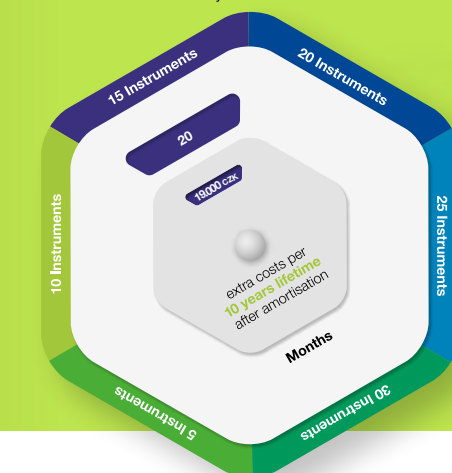 15 Instruments
20 Instruments
20
19.000 CZK
10 Instruments
25 Instruments
extra costs per
10 years lifetime
after amortisation
Months
5 Instruments
30 Instruments